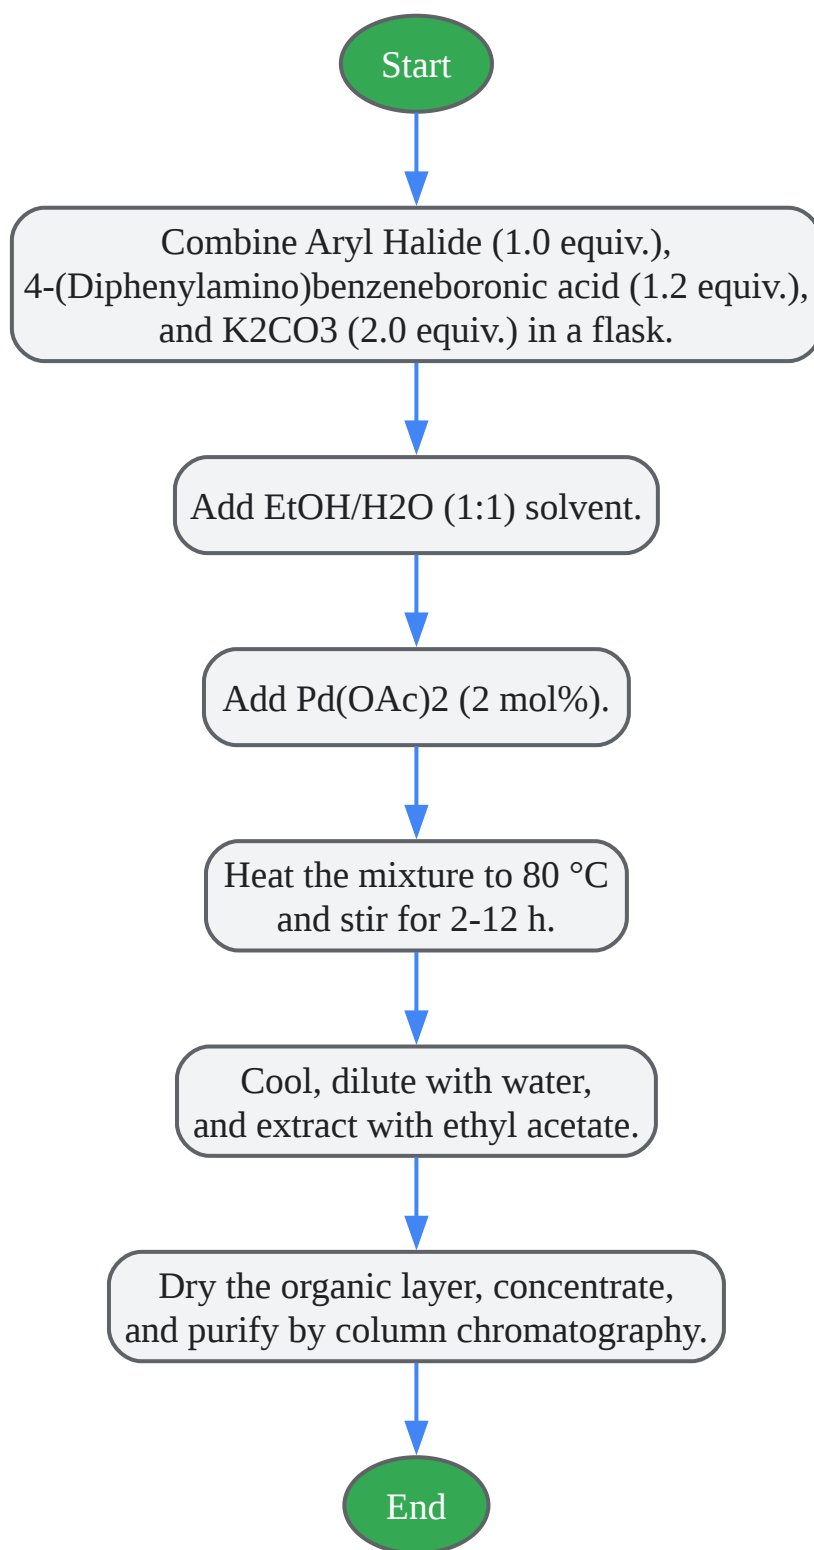 Start
Combine Aryl Halide (1.0 equiv.),
4-(Diphenylamino)benzeneboronic acid (1.2 equiv.),
and K2CO3 (2.0 equiv.) in a flask.
Add EtOH/H2O (1:1) solvent.
Add Pd(OAc)2 (2 mol%).
Heat the mixture to 80 °C
and stir for 2-12 h.
Cool, dilute with water,
and extract with ethyl acetate.
Dry the organic layer, concentrate,
and purify by column chromatography.
End